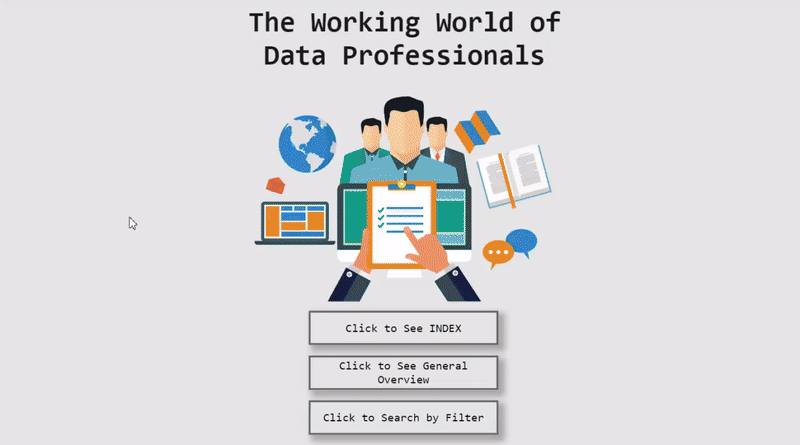 The Working World of
Data Professionals
Click to See INDEX
Click to See General
Overview
Click to Search by Filter